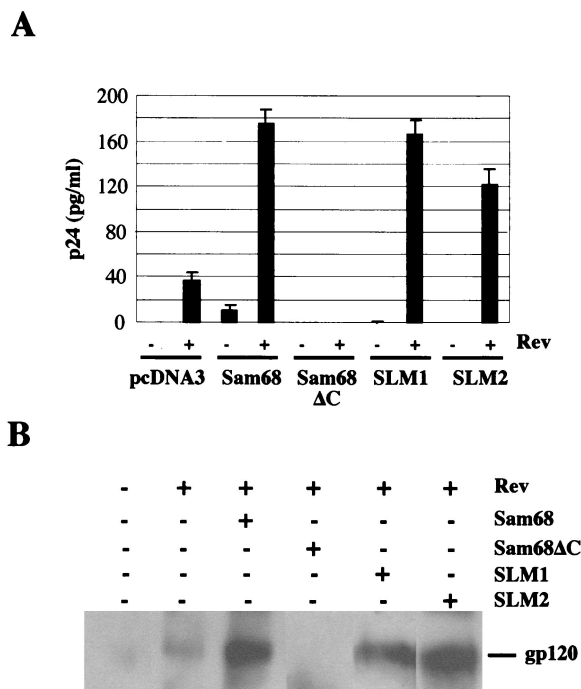 A
200
160
120
80
40
0
p24 (pg/ml)
- + - + - + - + - + Rev
pcDNA3 Sam68 Sam68 ΔC SLM1 SLM2
B
- + + + + + Rev
- - + - - - Sam68
- - - + - - Sam68ΔC
- - - - + - SLM1
- - - - - + SLM2
gp120